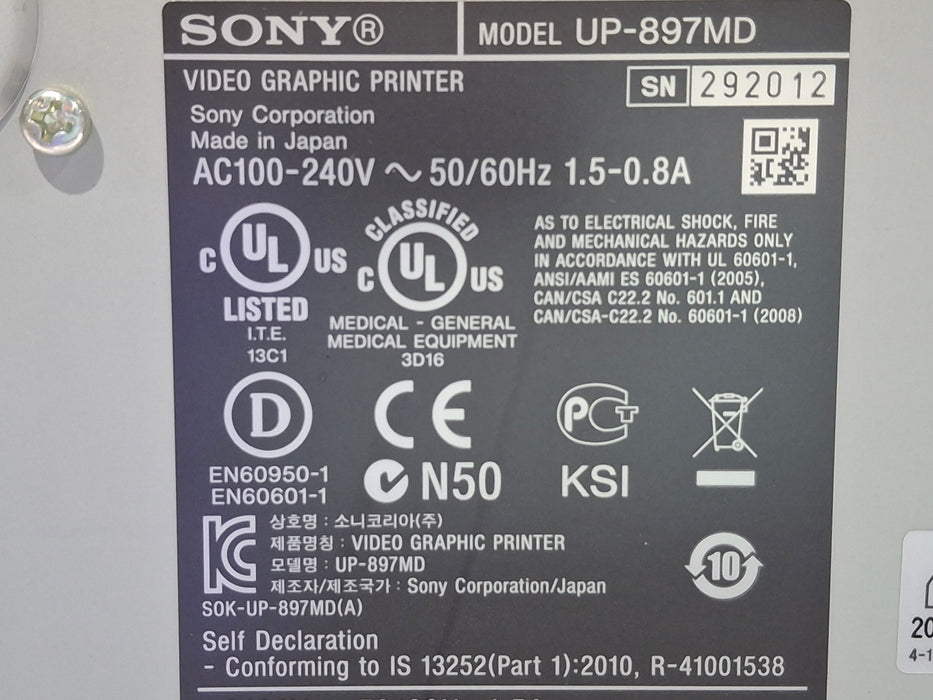 SONY® MODEL UP-897MD
VIDEO GRAPHIC PRINTER
SN 292012
Sony Corporation
Made in Japan
AC100-240V ～ 50/60Hz 1.5-0.8A
C UL US
LISTED
I.T.E.
13C1
CLASSIFIED
C UL US
MEDICAL - GENERAL
MEDICAL EQUIPMENT
3D16
AS TO ELECTRICAL SHOCK, FIRE
AND MECHANICAL HAZARDS ONLY
IN ACCORDANCE WITH UL 60601-1,
ANSI/AAMI ES 60601-1 (2005),
CAN/CSA C22.2 No. 601.1 AND
CAN/CSA-C22.2 No. 60601-1 (2008)
D
EN60950-1
EN60601-1
CE
N50
PCT
KSI
상호명 : 소니코리아(주)
제품명칭 : VIDEO GRAPHIC PRINTER
모델명 : UP-897MD
제조자/제조국가 : Sony Corporation/Japan
SOK-UP-897MD(A)
10
Self Declaration
- Conforming to IS 13252(Part 1):2010, R-41001538
20
4-1